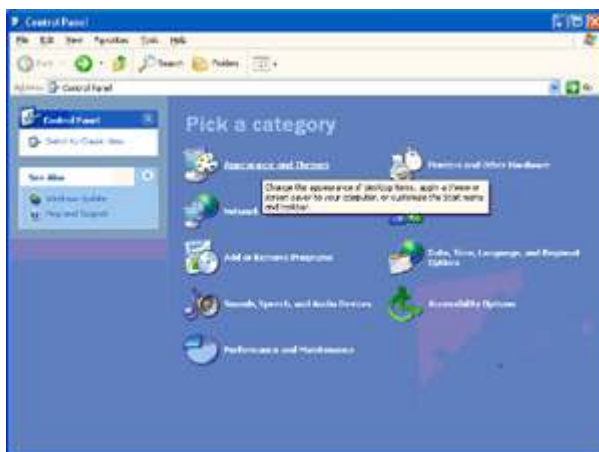 Control Panel
File Edit View Favorites Tools Help
Search Folders
Address Control Panel Go
Control Panel
Switch to Classic View
See Also
Windows Update
Help and Support
Pick a category
Appearance and Themes
Printers and Other Hardware
Change the appearance of desktop items, apply a theme or
screen saver to your computer, or customize the Start menu
and taskbar.
Network
Add or Remove Programs
Date, Time, Language, and Regional
Options
Sounds, Speech, and Audio Devices
Accessibility Options
Performance and Maintenance